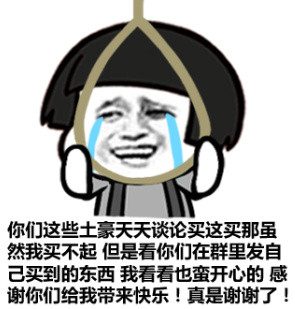 你们这些土豪天天谈论买这买那虽
然我买不起 但是看你们在群里发自
己买到的东西 我看看也蛮开心的 感
谢你们给我带来快乐！真是谢谢了！